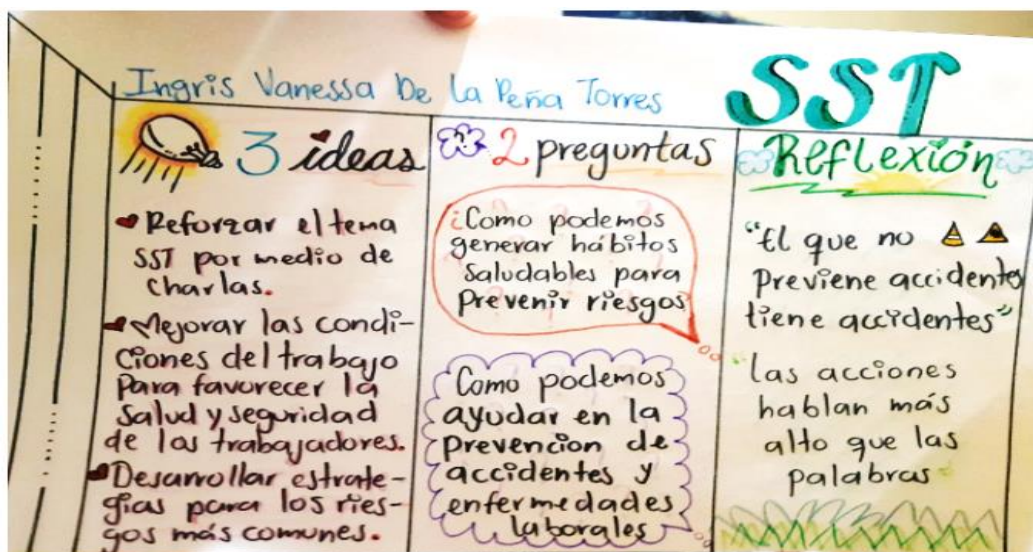 Ingris Vanessa De la Peña Torres
SST
3 ideas
Reforzar el tema
SST por medio de
charlas.
Mejorar las condi-
ciones del trabajo
para favorecer la
salud y seguridad
de los trabajadores.
Desarrollar estrate-
gias para los ries-
gos más comunes.
2 preguntas
¿Como podemos
generar hábitos
saludables para
prevenir riesgos
Como podemos
ayudar en la
prevencion de
accidentes y
enfermedades
laborales
Reflexión
"El que no
previene accidentes
tiene accidentes"
"las acciones
hablan más
alto que las
palabras"